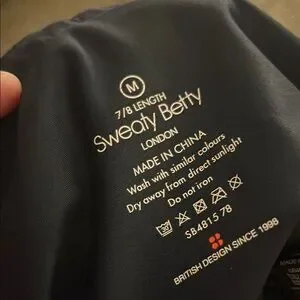 M
7/8 LENGTH
Sweaty Betty
LONDON
MADE IN CHINA
Wash with similar colours
Dry away from direct sunlight
Do not iron
SB4815 78
BRITISH DESIGN SINCE 1998